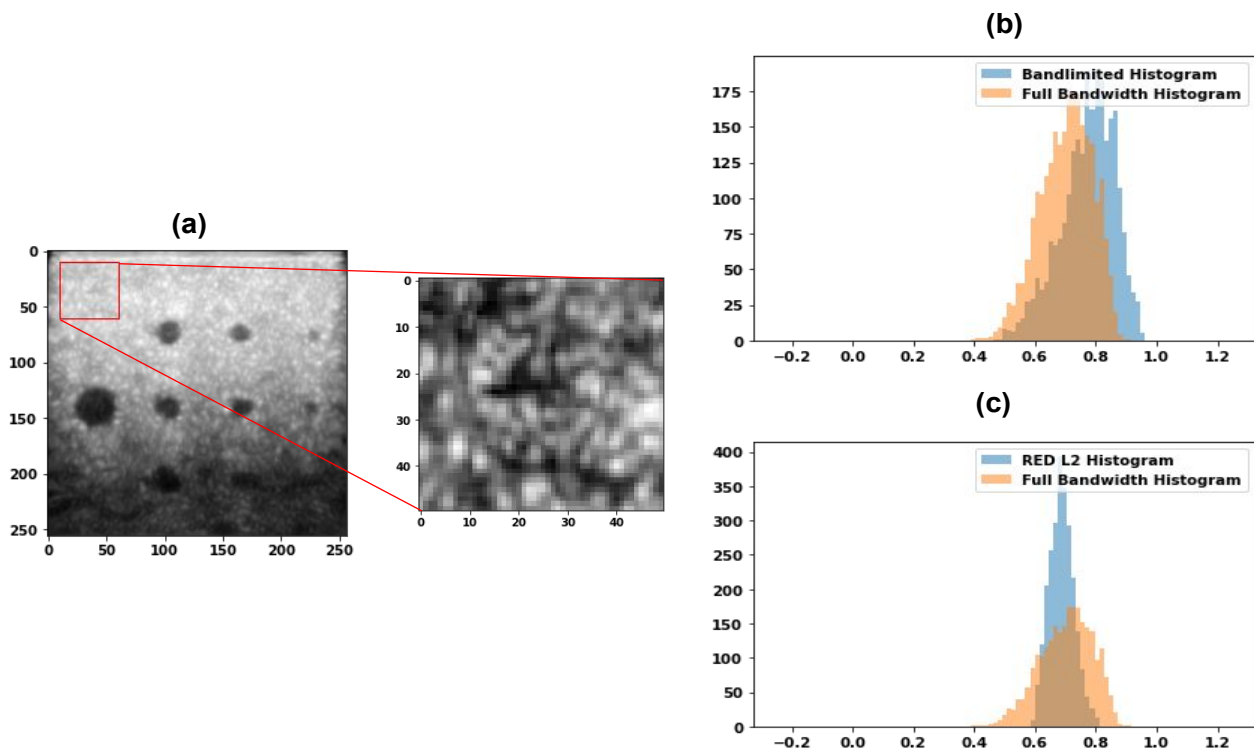 (a)
0
50
100
150
200
250
0 50 100 150 200 250
0
10
20
30
40
0 10 20 30 40
(b)
Bandlimited Histogram
Full Bandwidth Histogram
175
150
125
100
75
50
25
0
−0.2 0.0 0.2 0.4 0.6 0.8 1.0 1.2
(c)
RED L2 Histogram
Full Bandwidth Histogram
400
350
300
250
200
150
100
50
0
−0.2 0.0 0.2 0.4 0.6 0.8 1.0 1.2